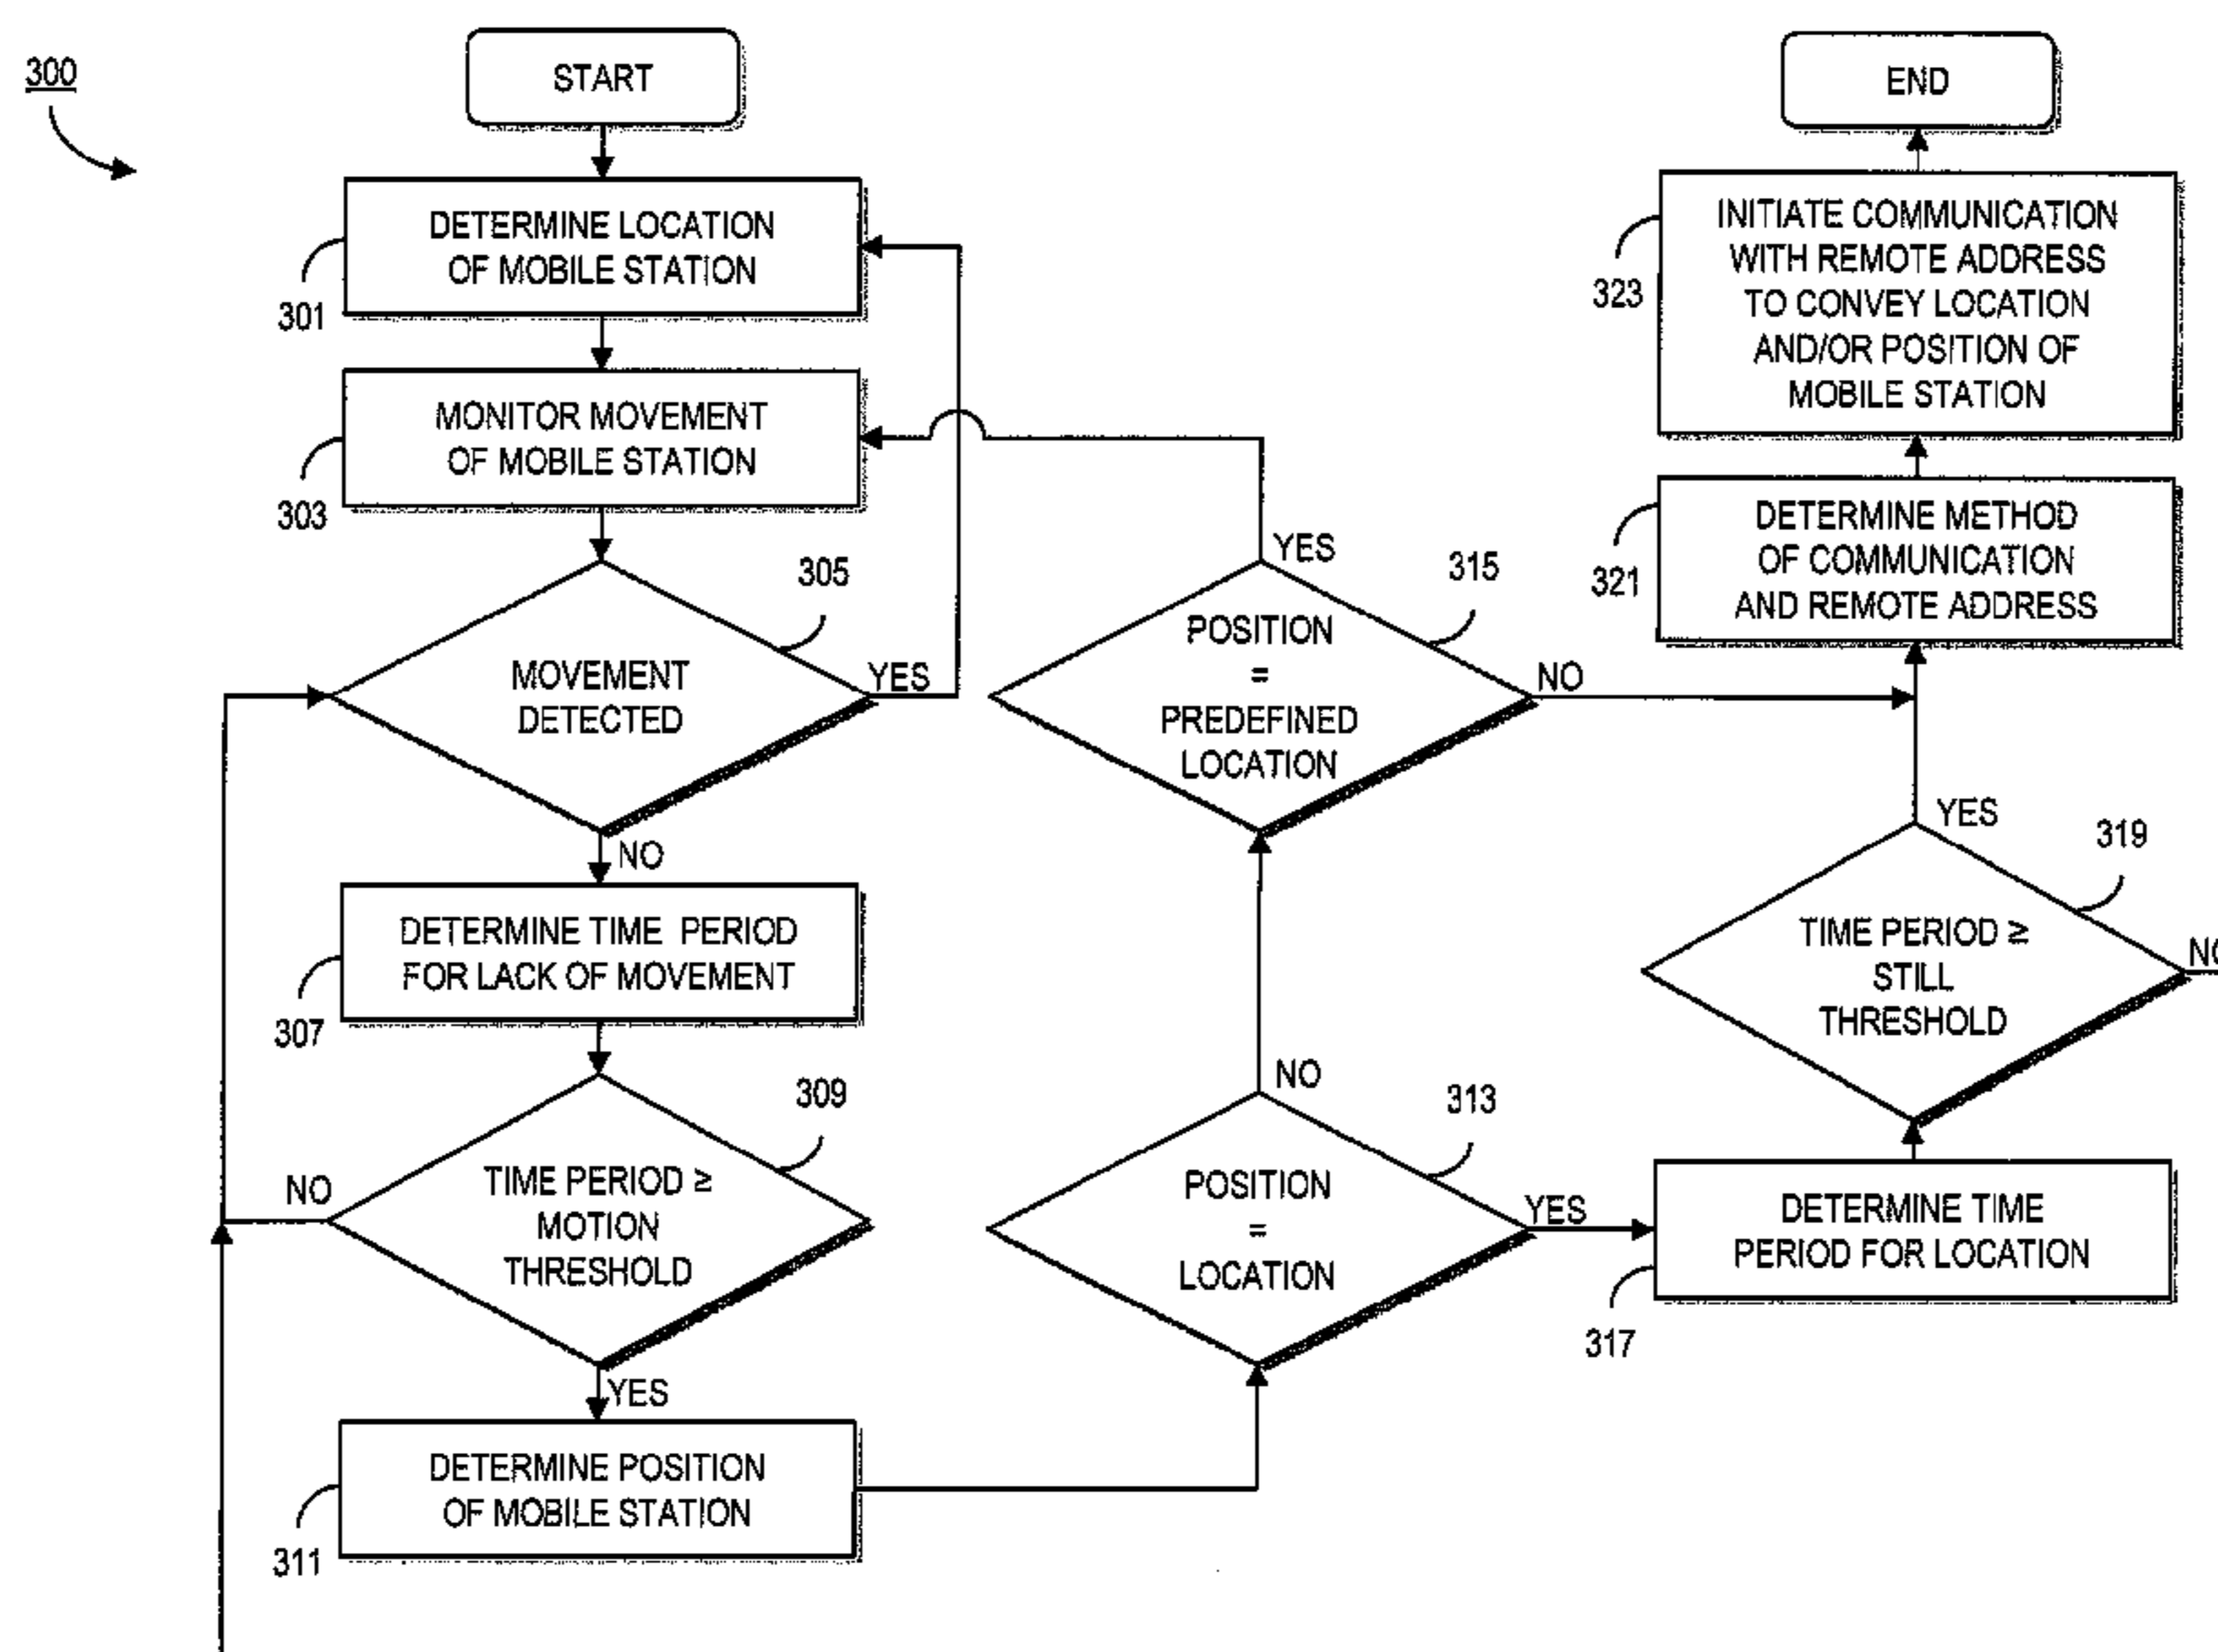 300
START
DETERMINE LOCATION
OF MOBILE STATION
301
MONITOR MOVEMENT
OF MOBILE STATION
303
305
MOVEMENT
DETECTED
YES
NO
DETERMINE TIME PERIOD
FOR LACK OF MOVEMENT
307
309
TIME PERIOD ≥
MOTION
THRESHOLD
NO
YES
DETERMINE POSITION
OF MOBILE STATION
311
313
POSITION
=
LOCATION
NO
YES
315
POSITION
=
PREDEFINED
LOCATION
YES
NO
DETERMINE TIME
PERIOD FOR LOCATION
317
319
TIME PERIOD ≥
STILL
THRESHOLD
YES
NO
DETERMINE METHOD
OF COMMUNICATION
AND REMOTE ADDRESS
321
INITIATE COMMUNICATION
WITH REMOTE ADDRESS
TO CONVEY LOCATION
AND/OR POSITION OF
MOBILE STATION
323
END